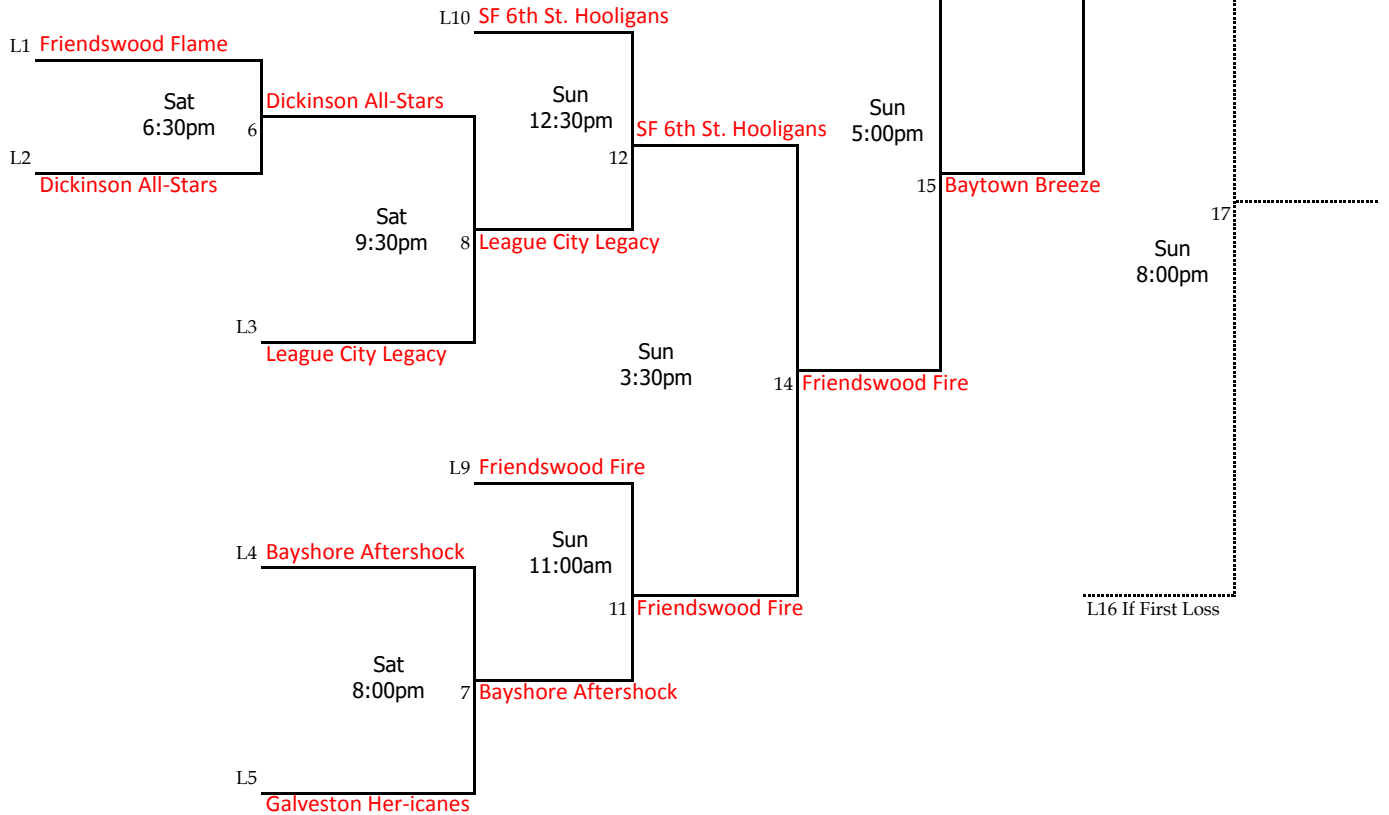 L10 SF 6th St. Hooligans
L1 Friendswood Flame
Sat
6:30pm
6
Dickinson All-Stars
L2
Dickinson All-Stars
Sun
12:30pm
12
SF 6th St. Hooligans
Sat
9:30pm
8
League City Legacy
L3
League City Legacy
Sun
5:00pm
15
Baytown Breeze
17
Sun
8:00pm
Sun
3:30pm
14
Friendswood Fire
L9 Friendswood Fire
Sun
11:00am
11
Friendswood Fire
L4 Bayshore Aftershock
Sat
8:00pm
7
Bayshore Aftershock
L5
Galveston Her-icanes
L16 If First Loss